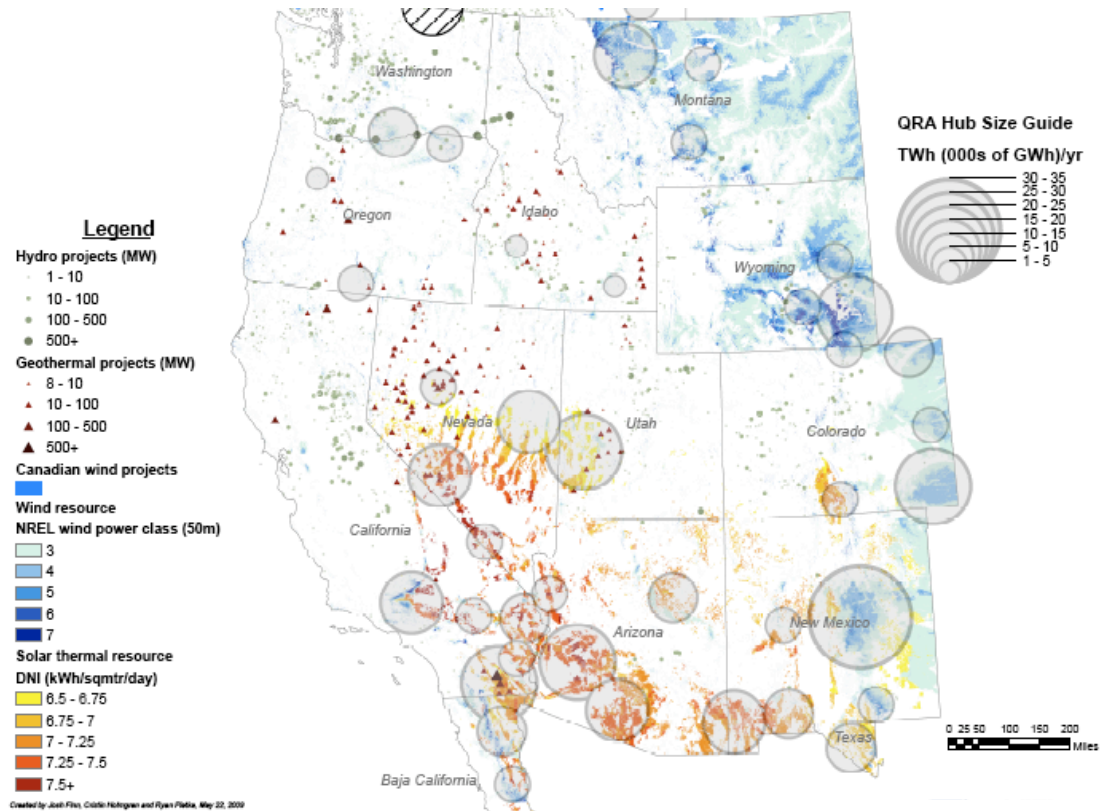 Washington
Montana
Oregon
Idaho
Wyoming
Nevada
Utah
Colorado
California
Arizona
New Mexico
Texas
Baja California
QRA Hub Size Guide
TWh (000s of GWh)/yr
30 - 35
25 - 30
20 - 25
15 - 20
10 - 15
5 - 10
1 - 5
Legend
Hydro projects (MW)
1 - 10
10 - 100
100 - 500
500+
Geothermal projects (MW)
8 - 10
10 - 100
100 - 500
500+
Canadian wind projects
Wind resource
NREL wind power class (50m)
3
4
5
6
7
Solar thermal resource
DNI (kWh/sqmtr/day)
6.5 - 6.75
6.75 - 7
7 - 7.25
7.25 - 7.5
7.5+
0 25 50 100 150 200
Miles
Created by Josh Finn, Cristin Holmgren and Ryan Pletka, May 22, 2009